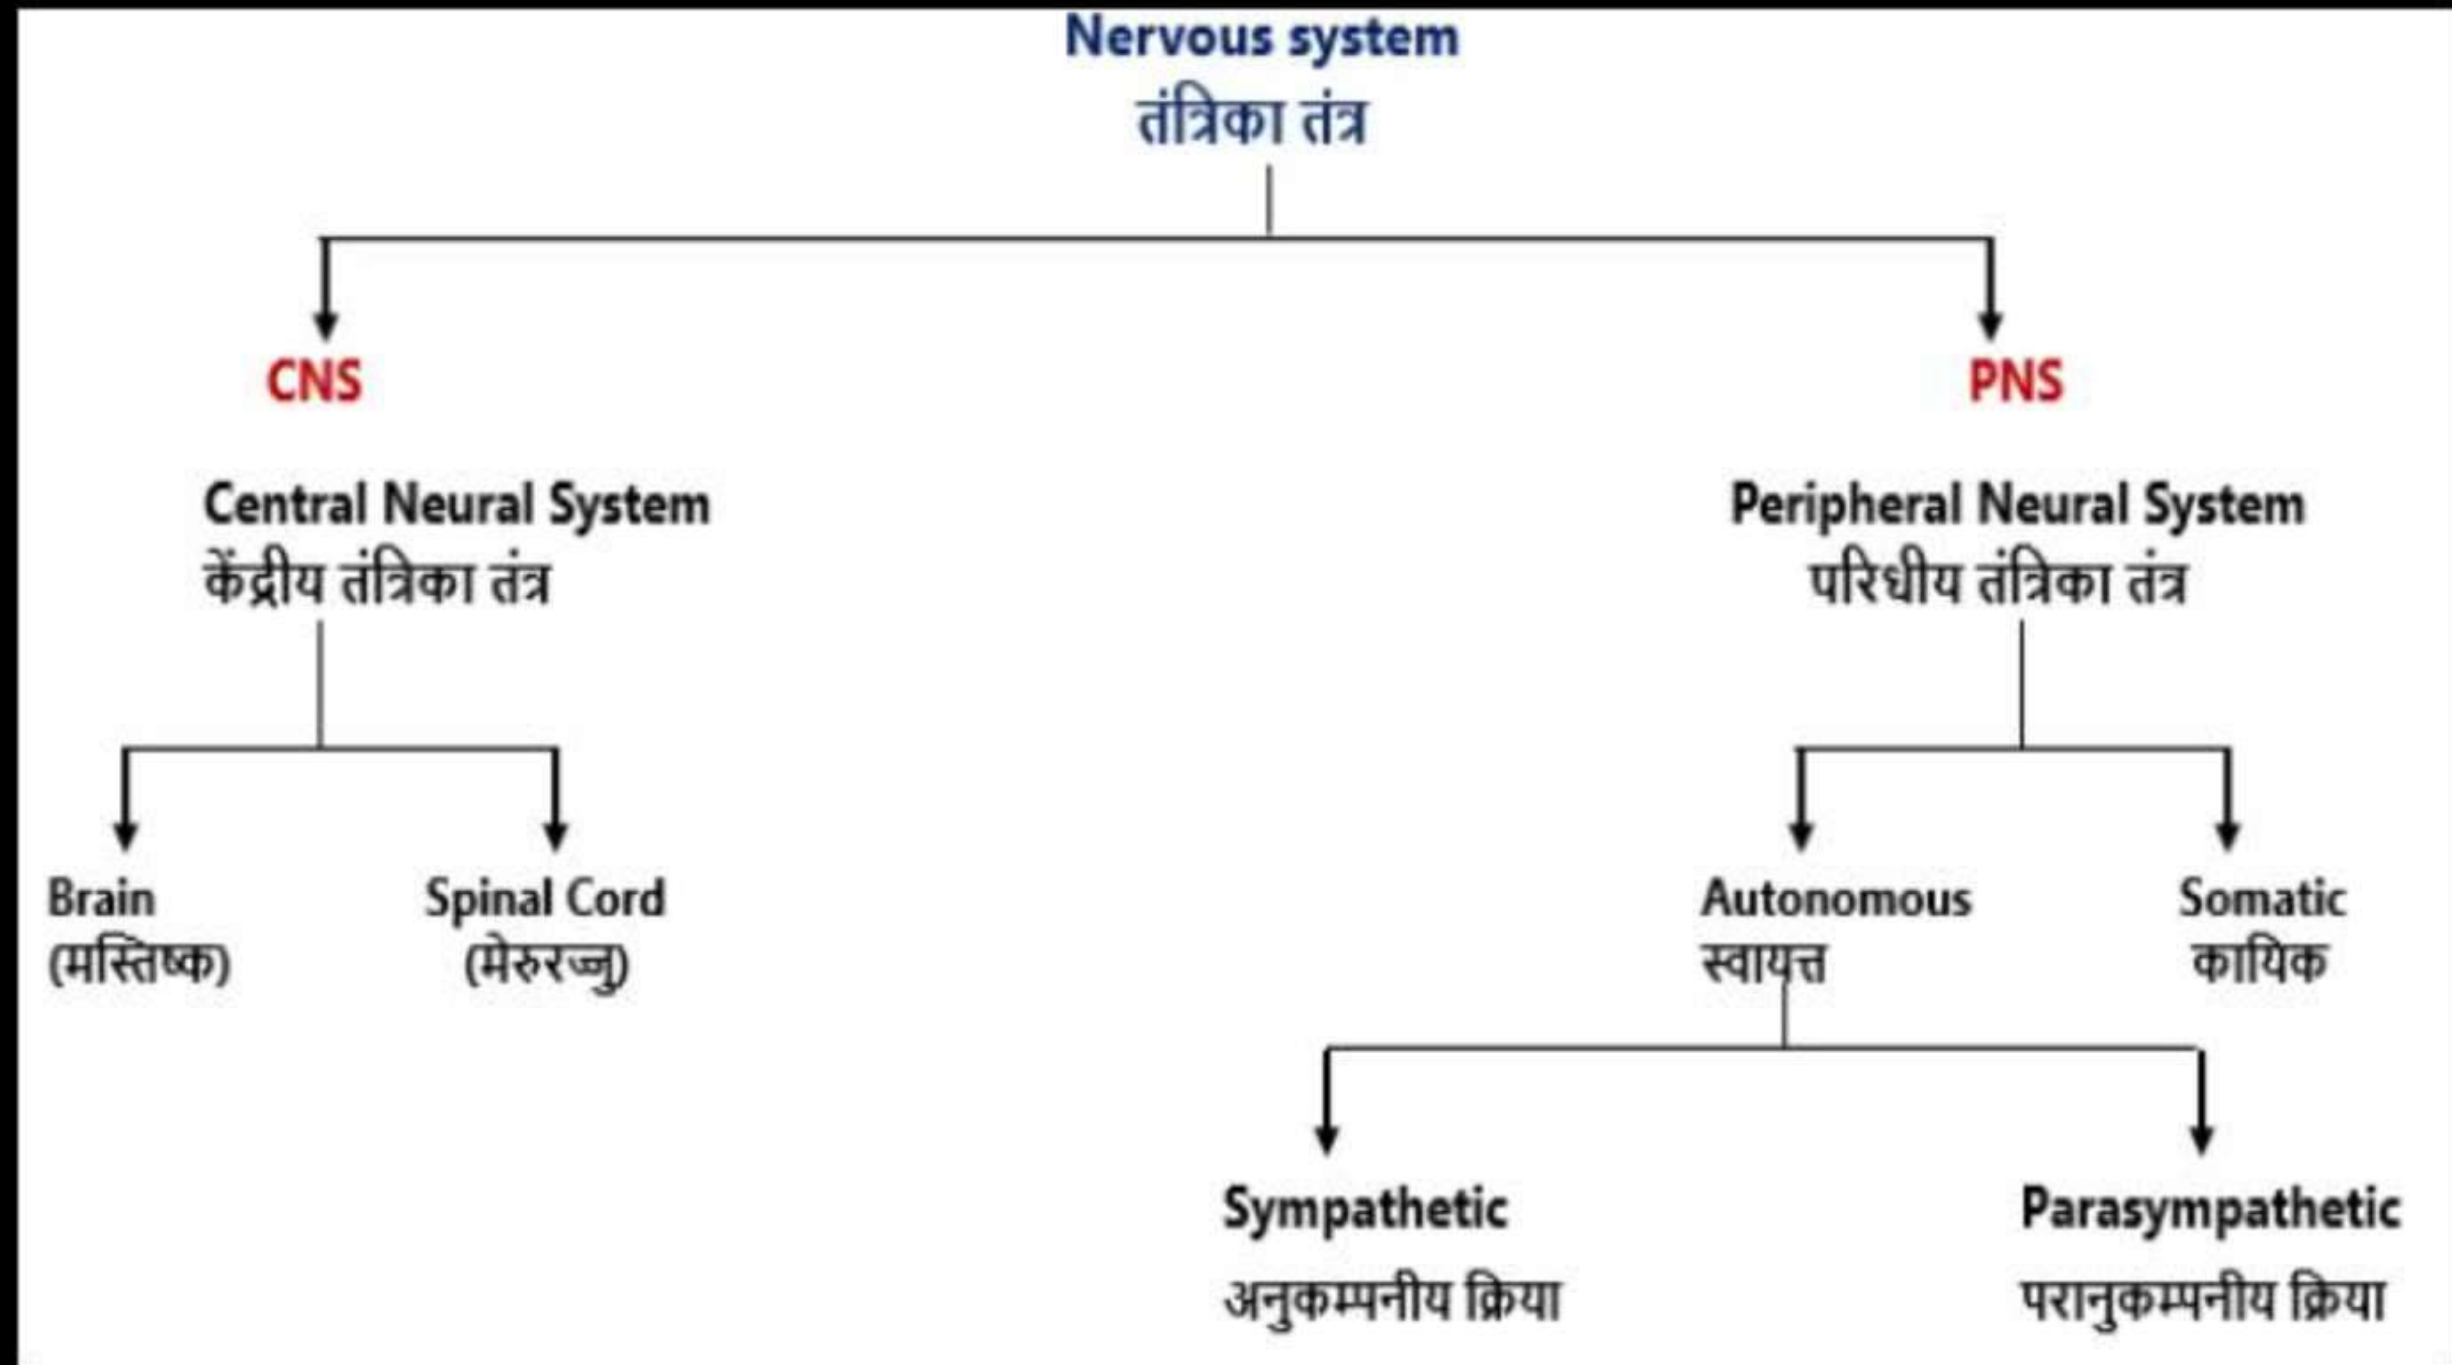 Nervous system
तंत्रिका तंत्र
CNS
PNS
Central Neural System
केंद्रीय तंत्रिका तंत्र
Peripheral Neural System
परिधीय तंत्रिका तंत्र
Brain
(मस्तिष्क)
Spinal Cord
(मेरुरज्जु)
Autonomous
स्वायत्त
Somatic
कायिक
Sympathetic
अनुकम्पनीय क्रिया
Parasympathetic
परानुकम्पनीय क्रिया